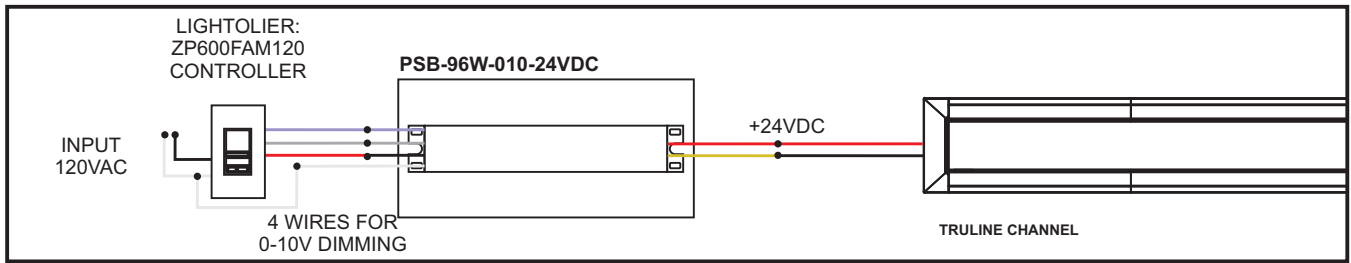 LIGHTOLIER:
ZP600FAM120
CONTROLLER
PSB-96W-010-24VDC
INPUT
120VAC
+24VDC
4 WIRES FOR
0-10V DIMMING
TRULINE CHANNEL